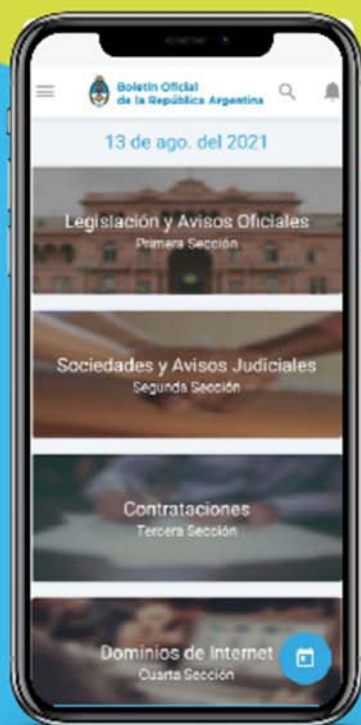 Boletín Oficial
de la República Argentina
13 de ago. del 2021
Legislación y Avisos Oficiales
Primera Sección
Sociedades y Avisos Judiciales
Segunda Sección
Contrataciones
Tercera Sección
Dominios de Internet
Cuarta Sección